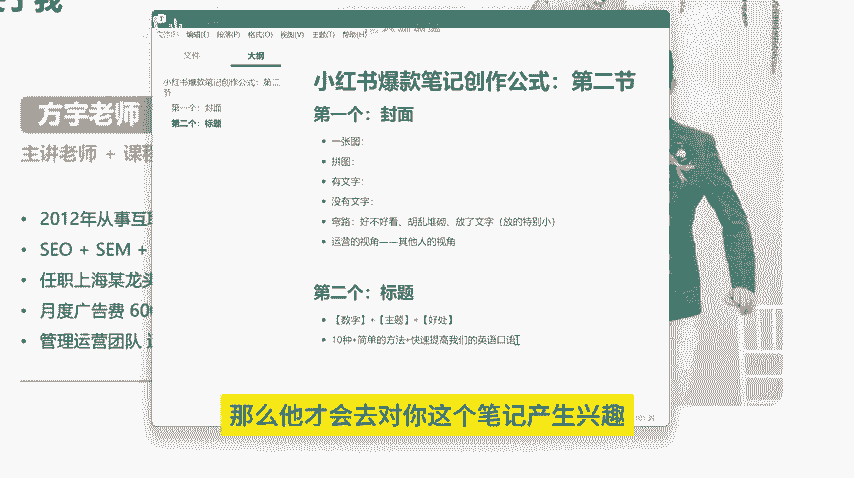 方宇老师
主讲老师 + 课程
2012年从事互联
SEO + SEM +
任职上海某龙头
月度广告费 60
管理运营团队
编辑(E) 段落(P) 格式(O) 视图(V) 主题(T) 帮助(H)
文件 大纲
小红书爆款笔记创作公式：第二节
第一个：封面
第二个：标题
小红书爆款笔记创作公式：第二节
第一个：封面
一张图：
拼图：
有文字：
没有文字：
弯路：好不好看、胡乱堆砌、放了文字（放的特别小）
运营的视角——其他人的视角
第二个：标题
【数字】+【主题】+【好处】
10种+简单的方法+快速提高我们的英语口语
那么他才会去对你这个笔记产生兴趣